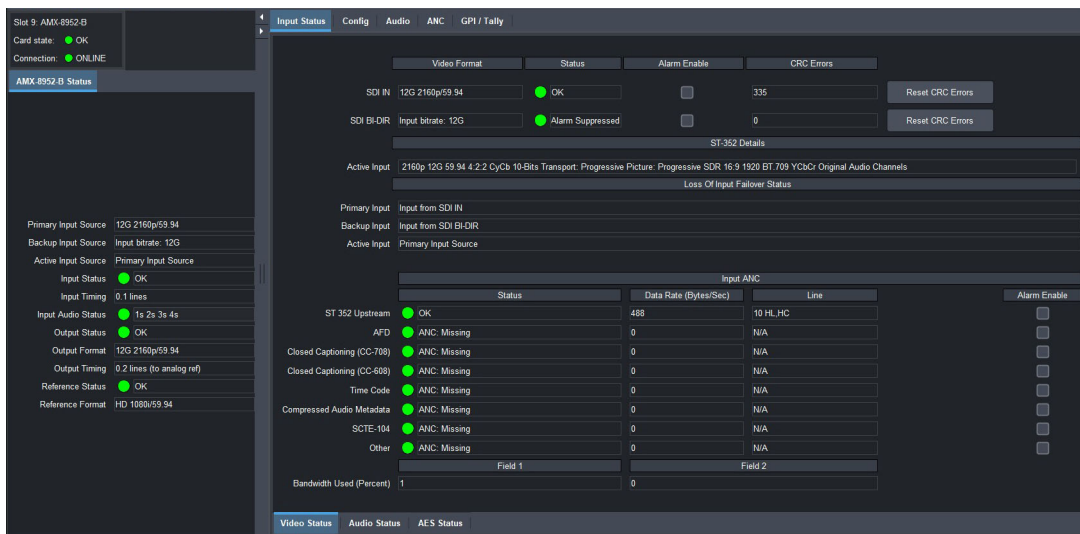 Slot 9: AMX-8952-B
Card state: OK
Connection: ONLINE
AMX-8952-B Status
Primary Input Source 12G 2160p/59.94
Backup Input Source Input bitrate: 12G
Active Input Source Primary Input Source
Input Status OK
Input Timing 0.1 lines
Input Audio Status 1s 2s 3s 4s
Output Status OK
Output Format 12G 2160p/59.94
Output Timing 0.2 lines (to analog ref)
Reference Status OK
Reference Format HD 1080i/59.94
Input Status Config Audio ANC GPI / Tally
Video Format Status Alarm Enable CRC Errors
SDI IN 12G 2160p/59.94 OK 335 Reset CRC Errors
SDI BI-DIR Input bitrate: 12G Alarm Suppressed 0 Reset CRC Errors
ST-352 Details
Active Input 2160p 12G 59.94 4:2:2 CyCb 10-Bits Transport: Progressive Picture: Progressive SDR 16:9 1920 BT.709 YCbCr Original Audio Channels
Loss Of Input Failover Status
Primary Input Input from SDI IN
Backup Input Input from SDI BI-DIR
Active Input Primary Input Source
Input ANC
Status Data Rate (Bytes/Sec) Line Alarm Enable
ST 352 Upstream OK 488 10 HL,HC
AFD ANC: Missing 0 N/A
Closed Captioning (CC-708) ANC: Missing 0 N/A
Closed Captioning (CC-608) ANC: Missing 0 N/A
Time Code ANC: Missing 0 N/A
Compressed Audio Metadata ANC: Missing 0 N/A
SCTE-104 ANC: Missing 0 N/A
Other ANC: Missing 0 N/A
Field 1 Field 2
Bandwidth Used (Percent) 1 0
Video Status Audio Status AES Status